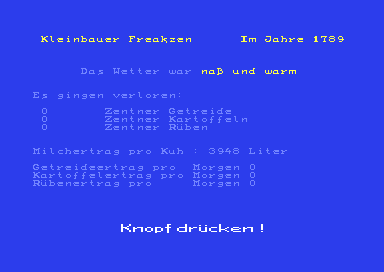 Kleinbauer Freakzen Im Jahre 1789
Das Wetter war naß und warm
Es gingen verloren:
0 Zentner Getreide
0 Zentner Kartoffeln
0 Zentner Rüben
Milchertrag pro Kuh : 3948 Liter
Getreideertrag pro Morgen 0
Kartoffelertrag pro Morgen 0
Rübenertrag pro Morgen 0
Knopf drücken!